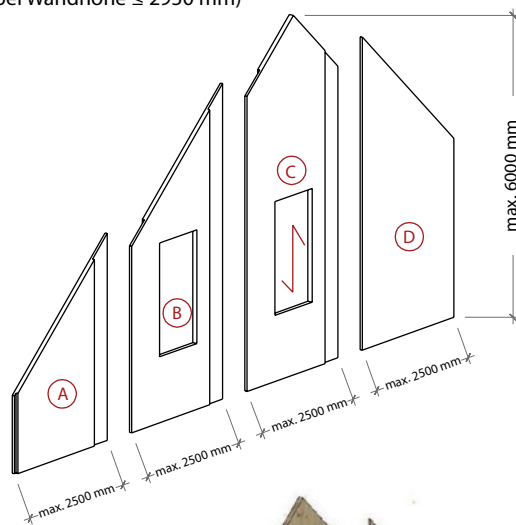 bei Wandhöhe ≤ 2950 mm)
C
max. 6000 mm
D
B
A
max. 2500 mm
max. 2500 mm
max. 2500 mm
max. 2500 mm